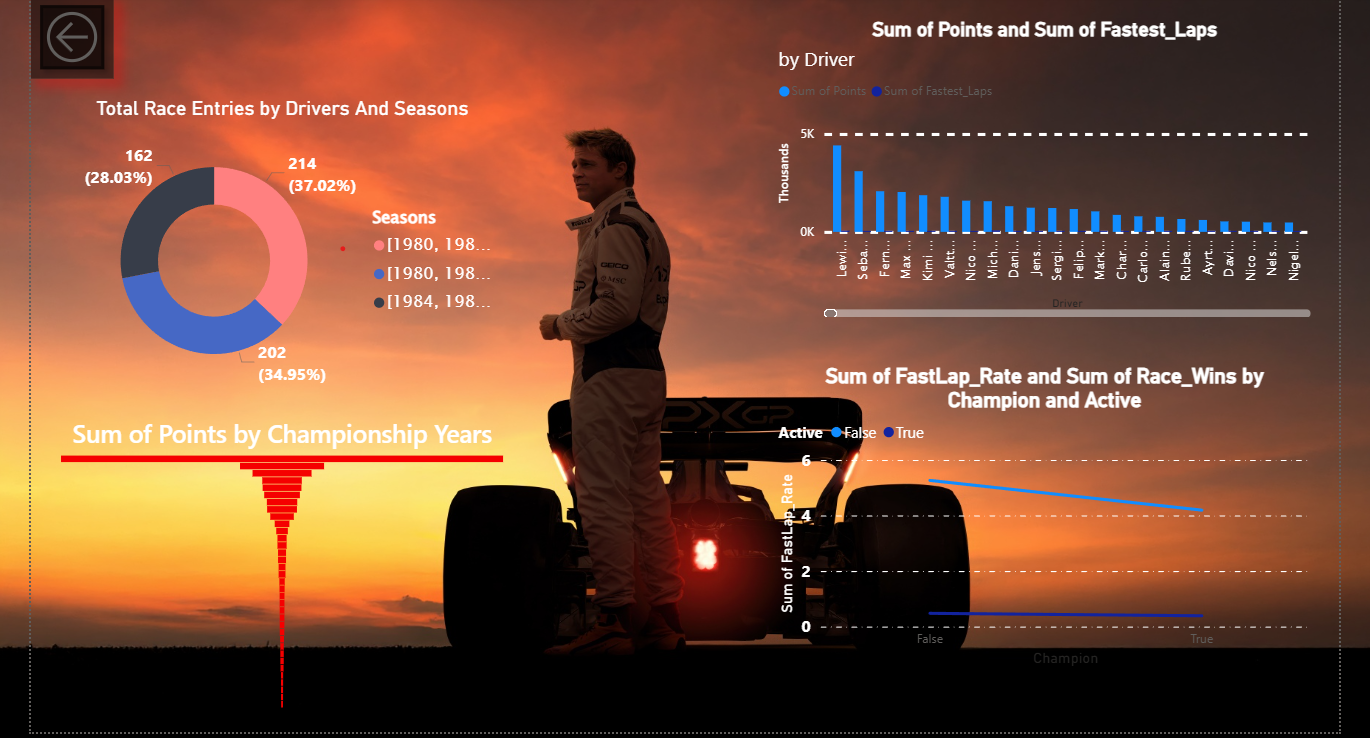 Total Race Entries by Drivers And Seasons
162
(28.03%)
214
(37.02%)
202
(34.95%)
Seasons
[1980, 198...
[1980, 198...
[1984, 198...
Sum of Points by Championship Years
GEICO
MSC
PXGP
Sum of Points and Sum of Fastest_Laps
by Driver
Sum of Points
Sum of Fastest_Laps
Thousands
5K
0K
Lewi...
Seba...
Fern...
Max ...
Kimi ...
Valtt...
Nico ...
Mich...
Dani...
Jens...
Sergi...
Felip...
Mark...
Char...
Carlo...
Alain...
Rube...
Ayrt...
Davi...
Nico ...
Nels...
Nigel...
Driver
Sum of FastLap_Rate and Sum of Race_Wins by
Champion and Active
Active False True
Sum of FastLap_Rate
6
4
2
0
False
True
Champion